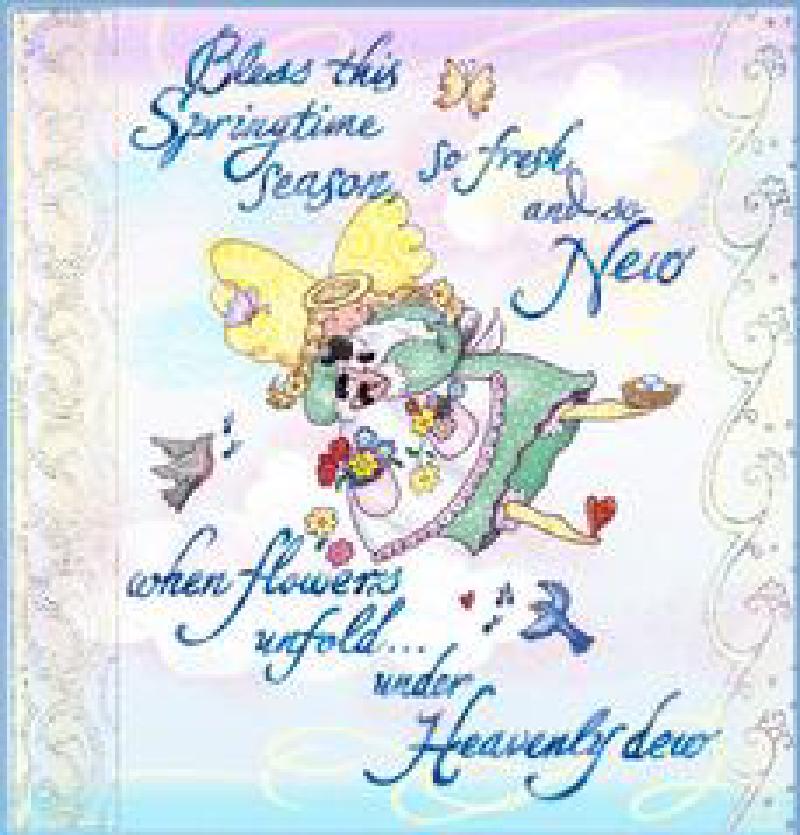 Bless this
Springtime
season,
so fresh,
and so
New
when flowers
unfold...
under
Heavenly dew